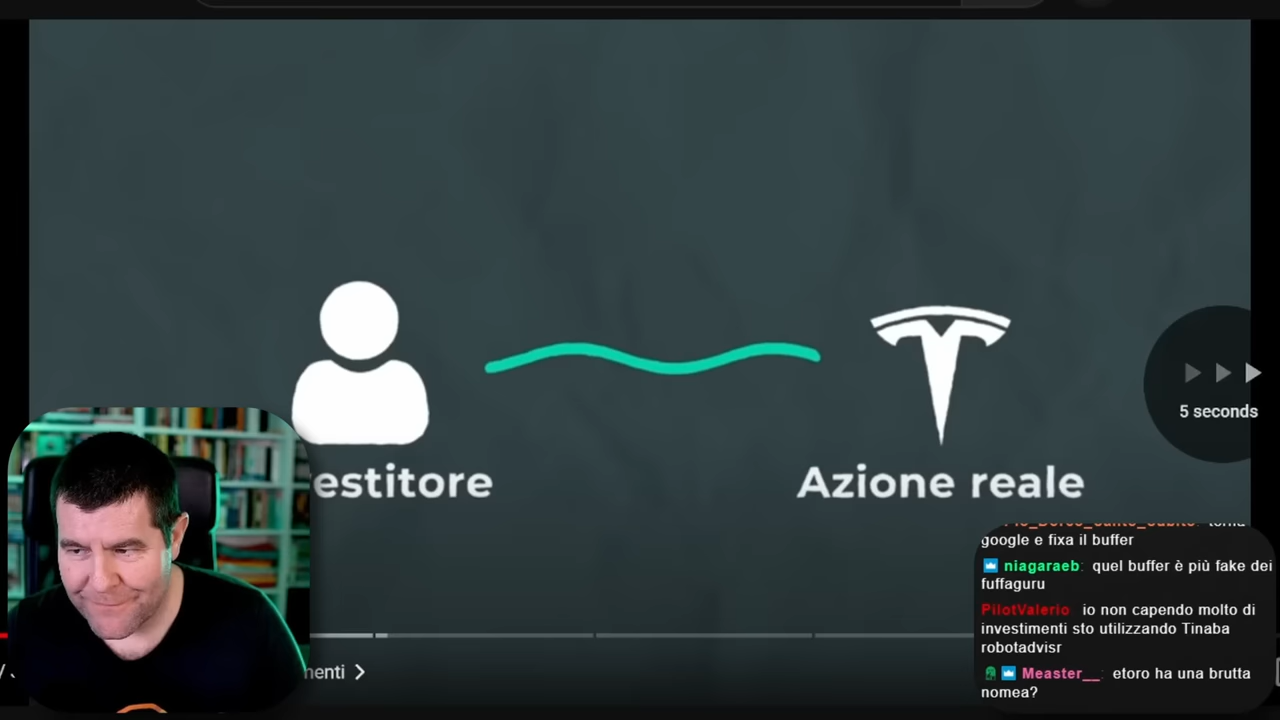 5 seconds
estitore
Azione reale
google e fixa il buffer
niagaraeb: quel buffer è più fake dei
fuffaguru
PilotValerio io non capendo molto di
investimenti sto utilizzando Tinaba
robotadvisr
Measter__: etoro ha una brutta
nomea?
menti